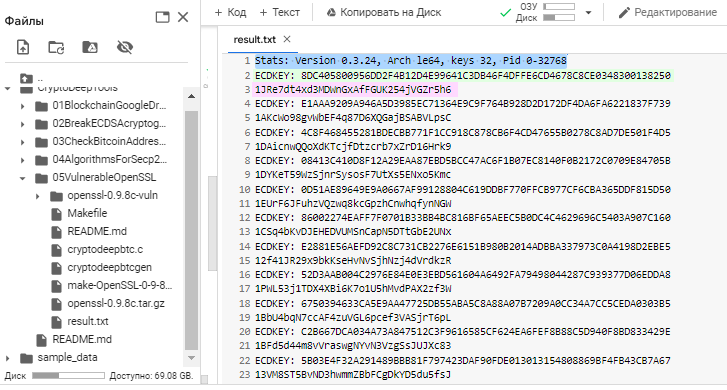 Файлы
..
CryptoDeepTools
01BlockchainGoogleDr...
02BreakECDSAcryptog...
03CheckBitcoinAddress...
04AlgorithmsForSecp2...
05VulnerableOpenSSL
openssl-0.9.8c-vuln
Makefile
README.md
cryptodeepbtc.c
cryptodeepbtcgen
make-OpenSSL-0-9-8...
openssl-0.9.8c.tar.gz
result.txt
README.md
sample_data
Диск
Доступно: 69.08 GB.
+ Код
+ Текст
Копировать на Диск
ОЗУ
Диск
Редактирование
result.txt
1 Stats: Version 0.3.24, Arch le64, keys 32, Pid 0-32768
2 ECDKEY: 8DC405800956DD2F4B12D4E99641C3DB46F4DFFE6CD4678C8CE0348300138250
3 1JRe7dt4xd3MDWnGxAfFGUK254jVGZr5h6
4 ECDKEY: E1AAA9209A946A5D3985EC71364E9C9F764B928D2D172DF4DA6FA6221837F739
5 1AKcWo98gvWbEF4q87D6XQGajBSABVLpsC
6 ECDKEY: 4C8F468455281BDECBB771F1CC918C878CB6F4CD47655B0278C8AD7DE501F4D5
7 1DAicnwQQoXdKTcjfDtzcrb7xZrD16Hrk9
8 ECDKEY: 08413C410D8F12A29EAA87EBD5BCC47AC6F1B07EC8140F0B2172C0709E84705B
9 1DYKeT59WzSjnrSysosF7UtXs5ENxo5Kmc
10 ECDKEY: 0D51AE89649E9A0667AF99128804C619DDBF770FFCB977CF6CBA365DDF815D50
11 1EUrF6JFuhzVQzwq8kcGpzhCnwhqfynNGW
12 ECDKEY: 86002274EAFF7F0701B33BB4BC816BF65AEEC5B0DC4C4629696C5403A907C160
13 1CSq4bKvDJEHEDVUMSnCapN5DTtGbE2UNx
14 ECDKEY: E2881E56AEFD92C8C731CB2276E6151B980B2014ADBBA337973C0A4198D2EBE5
15 12f41JR29x9bkKseHvNvSjhNzj4dVrdkzR
16 ECDKEY: 52D3AAB004C2976E84E0E3EBD561604A6492FA79498044287C939377D06EDDA8
17 1PWL53j1TDX4XBi6K7o1U5hMvdPAX2zf3W
18 ECDKEY: 6750394633CA5E9AA47725DB55ABA5C8A88A07B7209A0CC34A7CC5CEDA0303B5
19 1BbU4bqN7ccAF4zuVGL6pcef3VASjrT6pL
20 ECDKEY: C2B667DCA034A73A847512C3F9616585CF624EA6FEF8B88C5D940F8BD833429E
21 1BFd5d44m8vVraswgNYvN3VzgSsJUJXc83
22 ECDKEY: 5B03E4F32A291489BBB81F797423DAF90FDE013013154808869BF4FB43CB7A67
23 13VM8ST5BvND3hwmmZBbFCgDkYD5du5fsJ